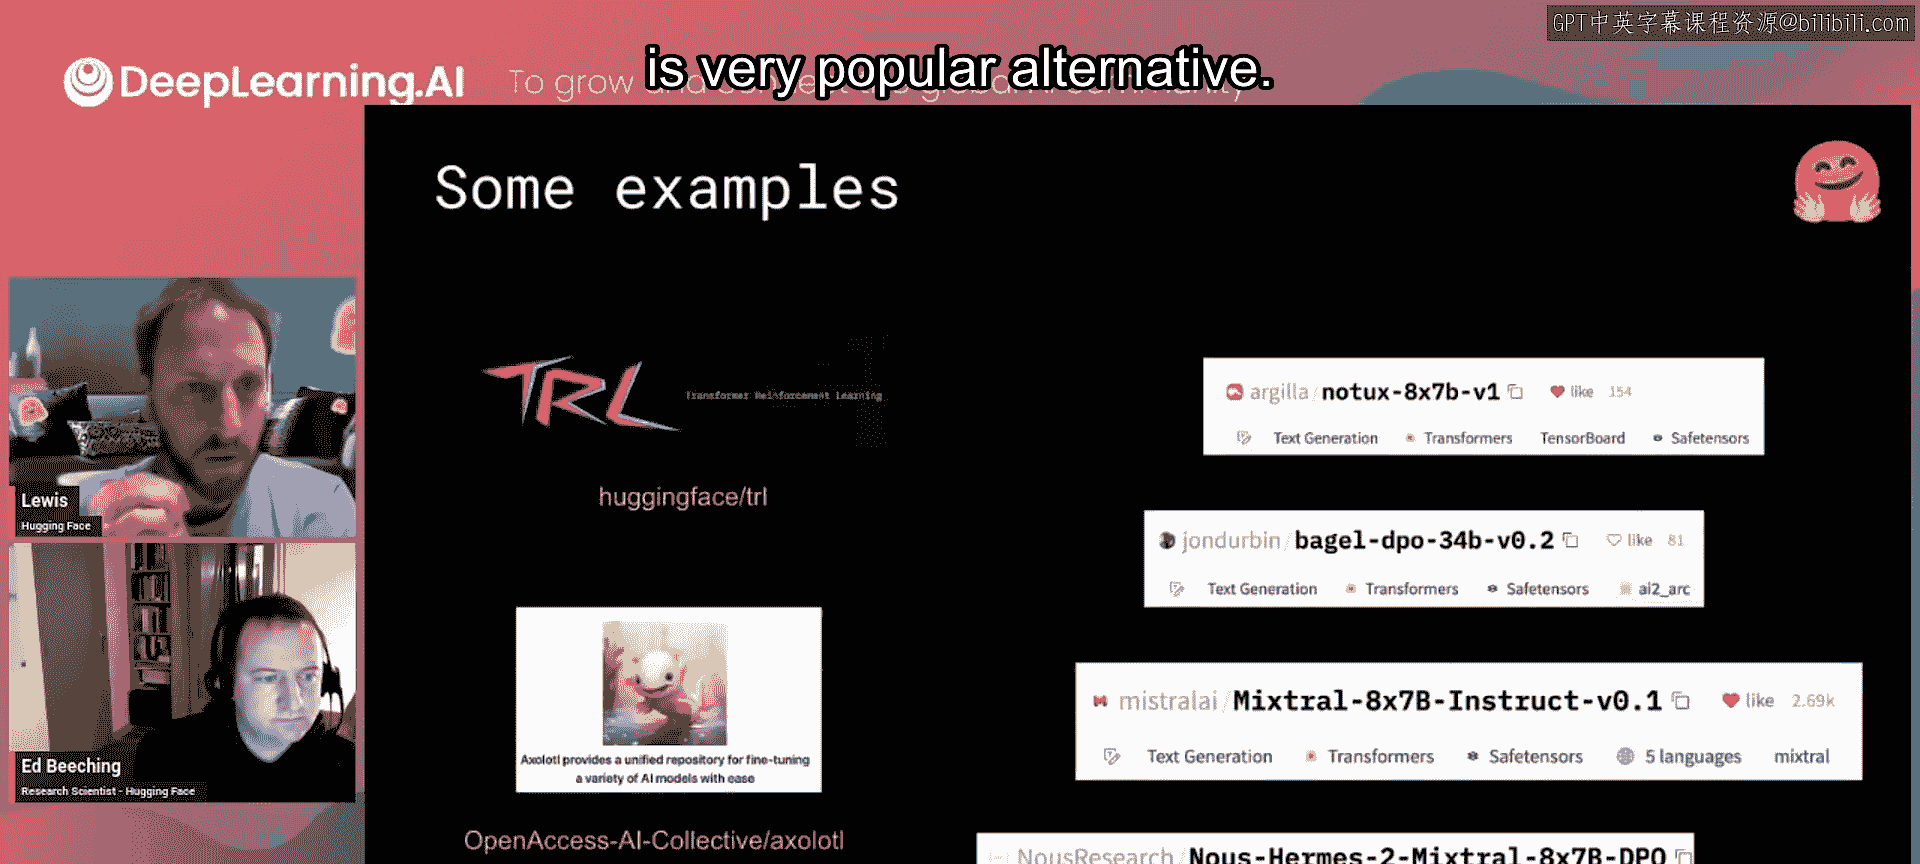 GPT中英字幕课程资源@bilibili.com
is very popular alternative.
DeepLearning.AI
To grow and
Some examples
TRL
Transformer Reinforcement Learning
huggingface/trl
Axolotl provides a unified repository for fine-tuning
a variety of AI models with ease
OpenAccess-AI-Collective/axolotl
argilla/notux-8x7b-v1 like 154
Text Generation Transformers TensorBoard Safetensors
jondurbin/bagel-dpo-34b-v0.2 like 81
Text Generation Transformers Safetensors ai2_arc
mistralai/Mixtral-8x7B-Instruct-v0.1 like 2.69k
Text Generation Transformers Safetensors 5 languages mixtral
NousResearch/Nous-Hermes-2-Mixtral-8x7B-DPO
Lewis
Hugging Face
Ed Beeching
Research Scientist - Hugging Face